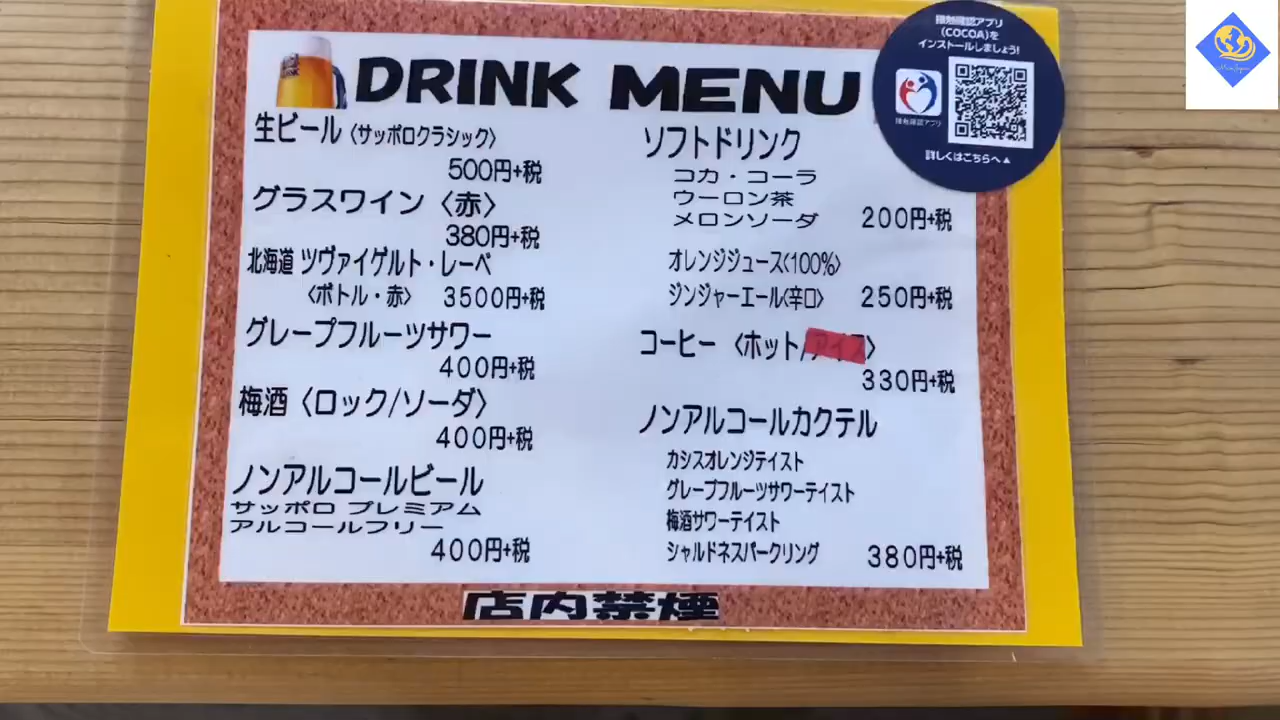 DRINK MENU
生ビール〈サッポロクラシック〉
500円+税
グラスワイン〈赤〉
380円+税
北海道 ツヴァイゲルト・レーベ
〈ボトル・赤〉 3500円+税
グレープフルーツサワー
400円+税
梅酒〈ロック/ソーダ〉
400円+税
ノンアルコールビール
サッポロ プレミアム
アルコールフリー
400円+税
ソフトドリンク
コカ・コーラ
ウーロン茶
メロンソーダ 200円+税
オレンジジュース〈100%〉
ジンジャーエール〈辛口〉 250円+税
コーヒー〈ホット/アイス〉
330円+税
ノンアルコールカクテル
カシスオレンジテイスト
グレープフルーツサワーテイスト
梅酒サワーテイスト
シャルドネスパークリング 380円+税
店内禁煙
接触確認アプリ
(COCOA)を
インストールしましょう!
接触確認アプリ
詳しくはこちらへ▲